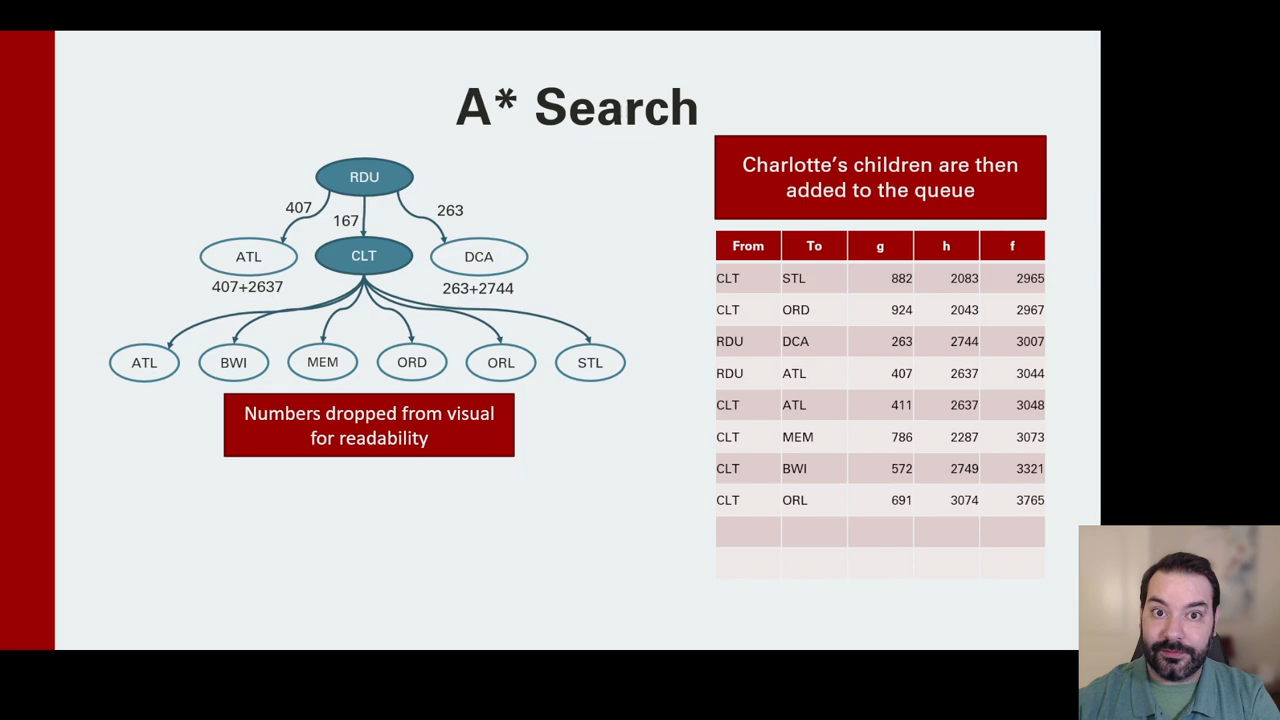 A* Search
RDU
407
167
263
ATL
CLT
DCA
407+2637
263+2744
ATL
BWI
MEM
ORD
ORL
STL
Numbers dropped from visual
for readability
Charlotte's children are then
added to the queue
From To g h f
CLT STL 882 2083 2965
CLT ORD 924 2043 2967
RDU DCA 263 2744 3007
RDU ATL 407 2637 3044
CLT ATL 411 2637 3048
CLT MEM 786 2287 3073
CLT BWI 572 2749 3321
CLT ORL 691 3074 3765